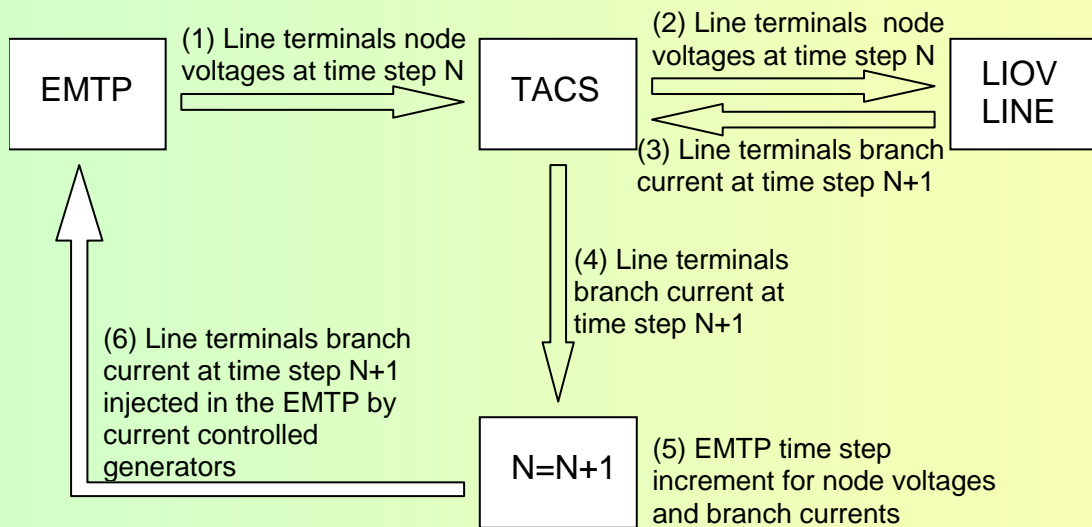 (1) Line terminals node
voltages at time step N
(2) Line terminals node
voltages at time step N
EMTP
TACS
LIOV
LINE
(3) Line terminals branch
current at time step N+1
(4) Line terminals
branch current at
time step N+1
(6) Line terminals branch
current at time step N+1
injected in the EMTP by
current controlled
generators
N=N+1
(5) EMTP time step
increment for node voltages
and branch currents